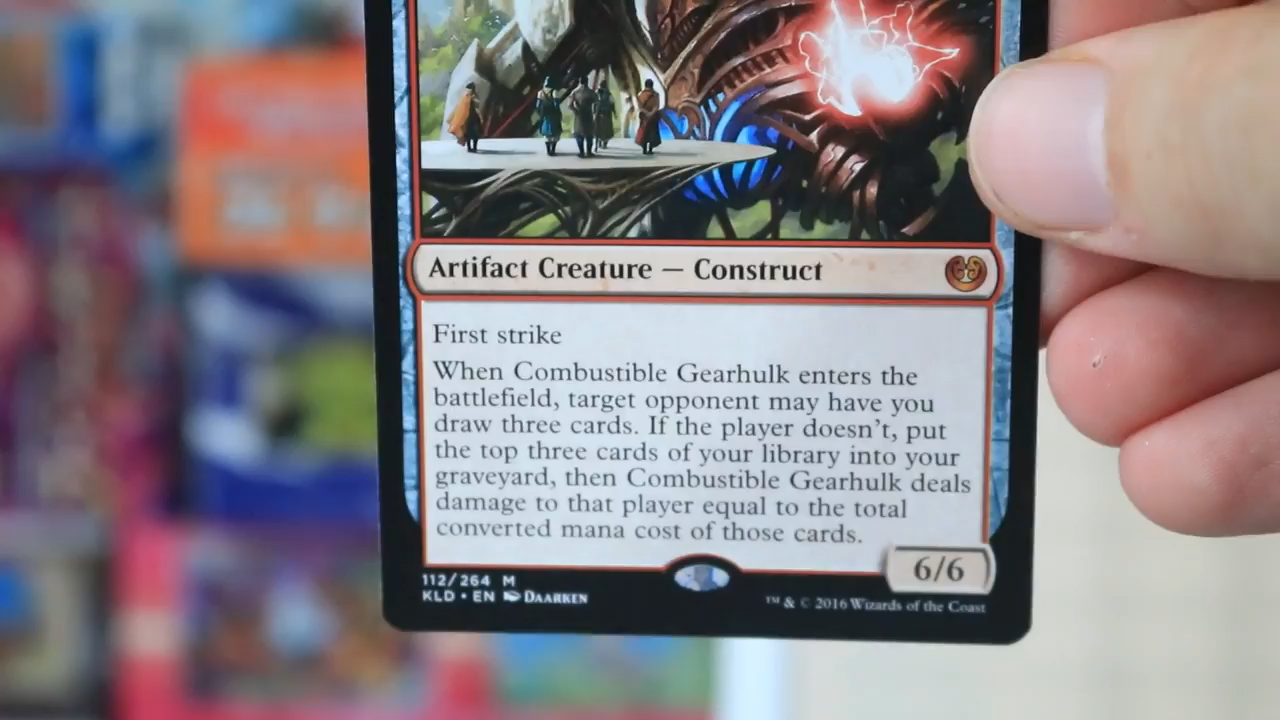 Artifact Creature — Construct
First strike
When Combustible Gearhulk enters the
battlefield, target opponent may have you
draw three cards. If the player doesn't, put
the top three cards of your library into your
graveyard, then Combustible Gearhulk deals
damage to that player equal to the total
converted mana cost of those cards.
6/6
112/264 M
KLD • EN DAARKEN
™ & © 2016 Wizards of the Coast